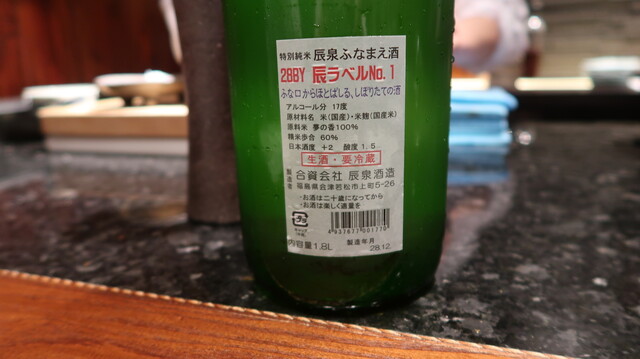 特別純米 辰泉ふなまえ酒
28BY 辰ラベルNo.1
ふな口からほとばしる、しぼりたての酒
アルコール分 17度
原材料名 米(国産)・米麹(国産米)
原料米 夢の香100%
精米歩合 60%
日本酒度 +2 酸度 1.5
生酒・要冷蔵
製造者 合資会社 辰泉酒造
福島県会津若松市上町5-26
・お酒は二十歳になってから
・お酒は楽しく適量を
4937677001770
内容量1.8L
製造年月
28.12.